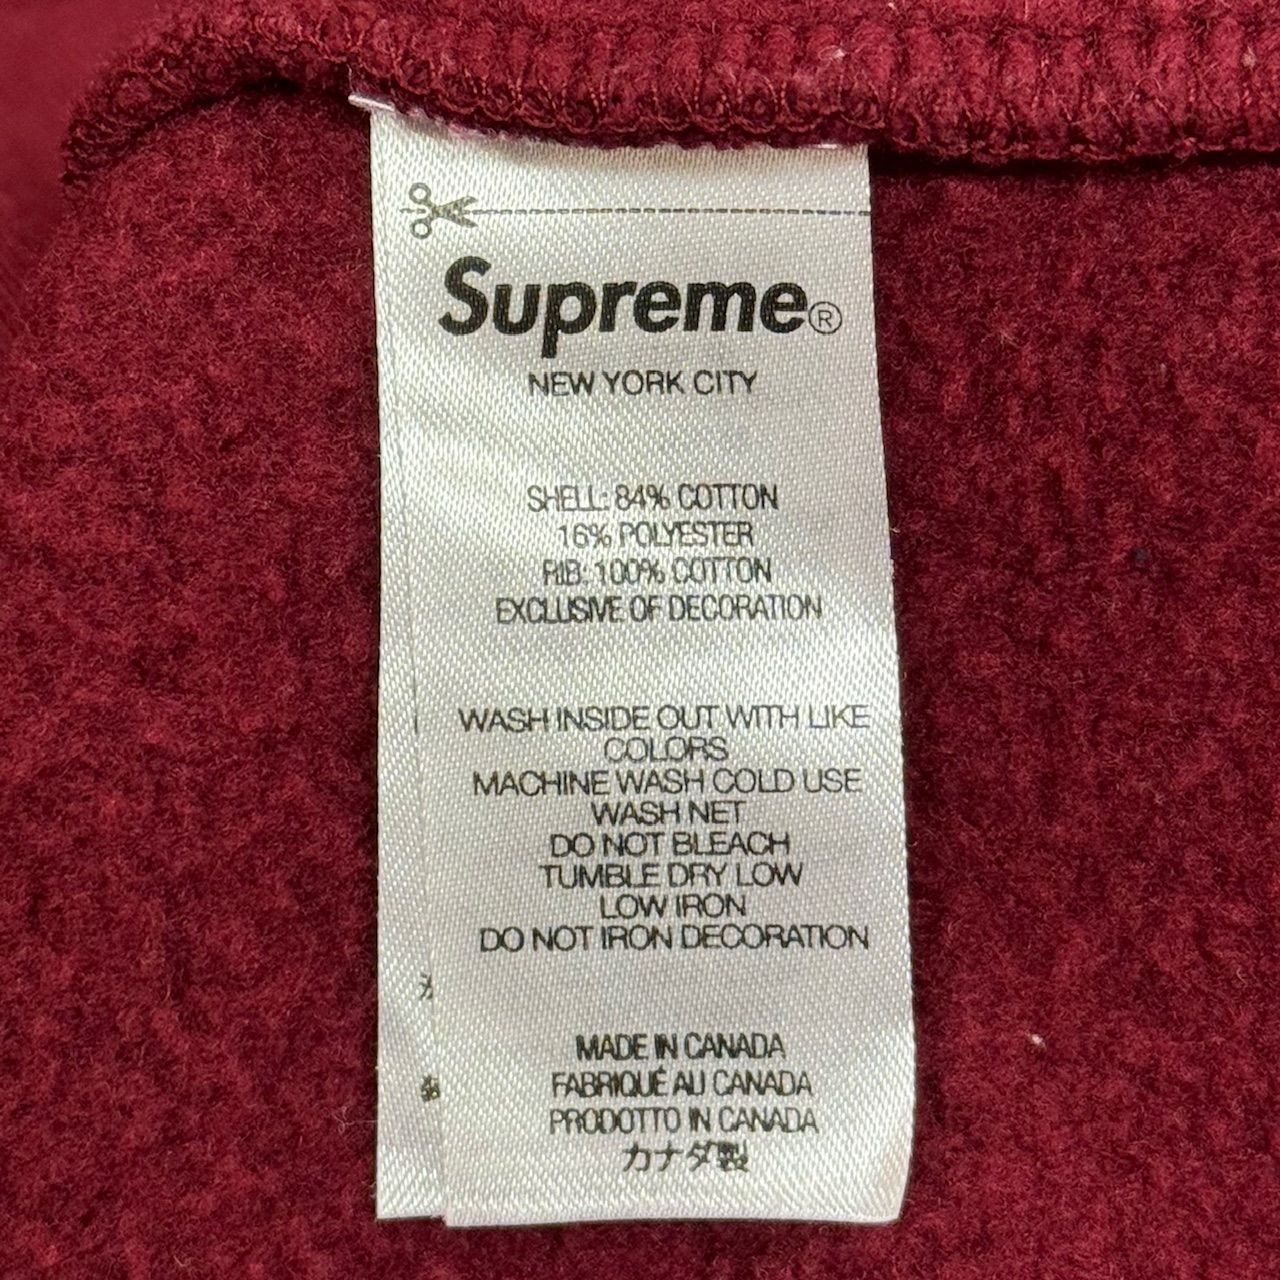 Supreme®
NEW YORK CITY
SHELL: 84% COTTON
16% POLYESTER
RIB: 100% COTTON
EXCLUSIVE OF DECORATION
WASH INSIDE OUT WITH LIKE
COLORS
MACHINE WASH COLD USE
WASH NET
DO NOT BLEACH
TUMBLE DRY LOW
LOW IRON
DO NOT IRON DECORATION
MADE IN CANADA
FABRIQUÉ AU CANADA
PRODOTTO IN CANADA
カナダ製